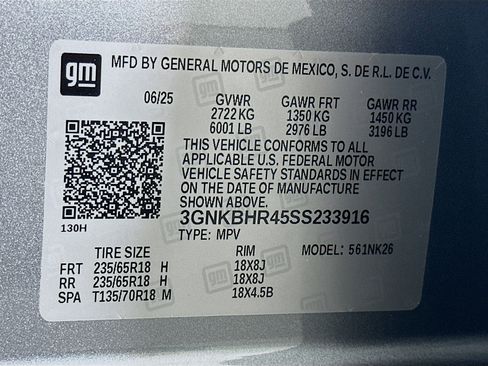 gm
MFD BY GENERAL MOTORS DE MEXICO, S. DE R.L. DE C.V.
06/25 GVWR GAWR FRT GAWR RR
2722 KG 1350 KG 1450 KG
6001 LB 2976 LB 3196 LB
THIS VEHICLE CONFORMS TO ALL
APPLICABLE U.S. FEDERAL MOTOR
VEHICLE SAFETY STANDARDS IN EFFECT
ON THE DATE OF MANUFACTURE
SHOWN ABOVE.
130H
3GNKBHR45SS233916
TYPE: MPV MODEL: 561NK26
TIRE SIZE RIM
FRT 235/65R18 H 18X8J
RR 235/65R18 H 18X8J
SPA T135/70R18 M 18X4.5B